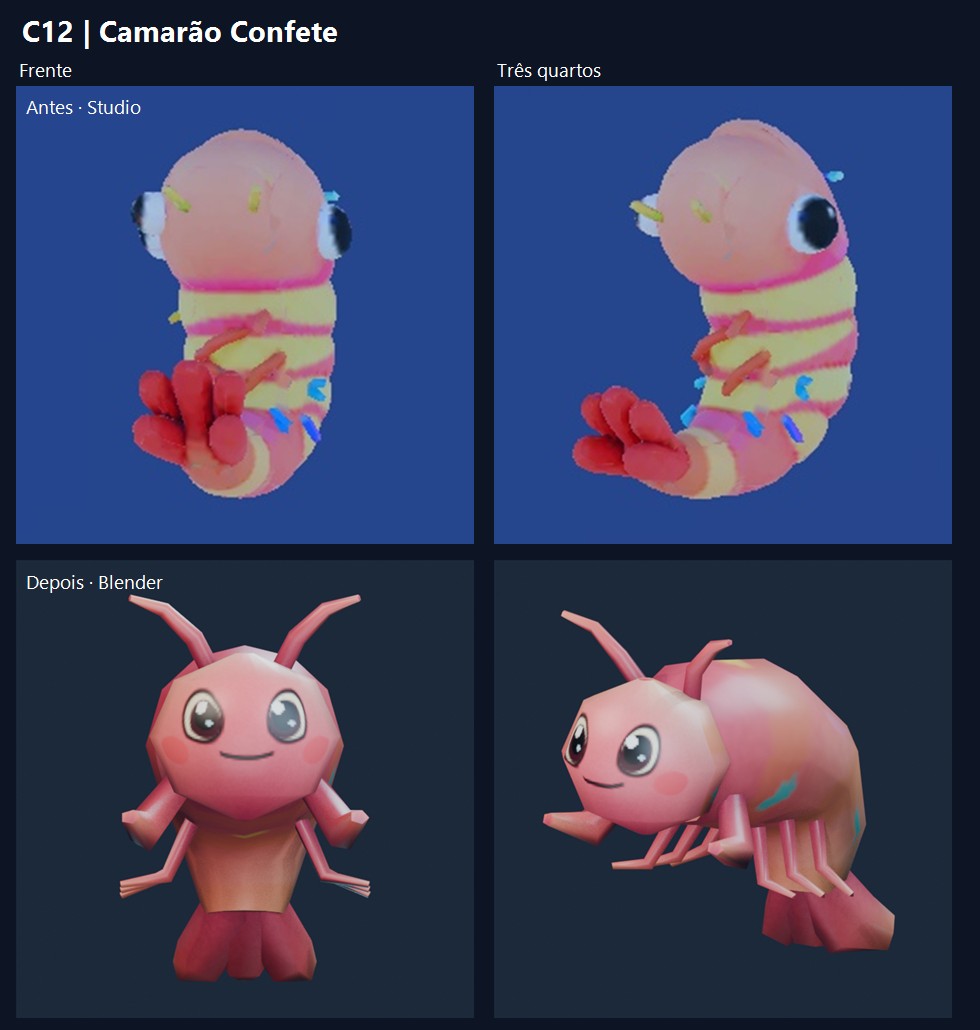 C12 | Camarão Confete
Frente
Três quartos
Antes · Studio
Depois · Blender